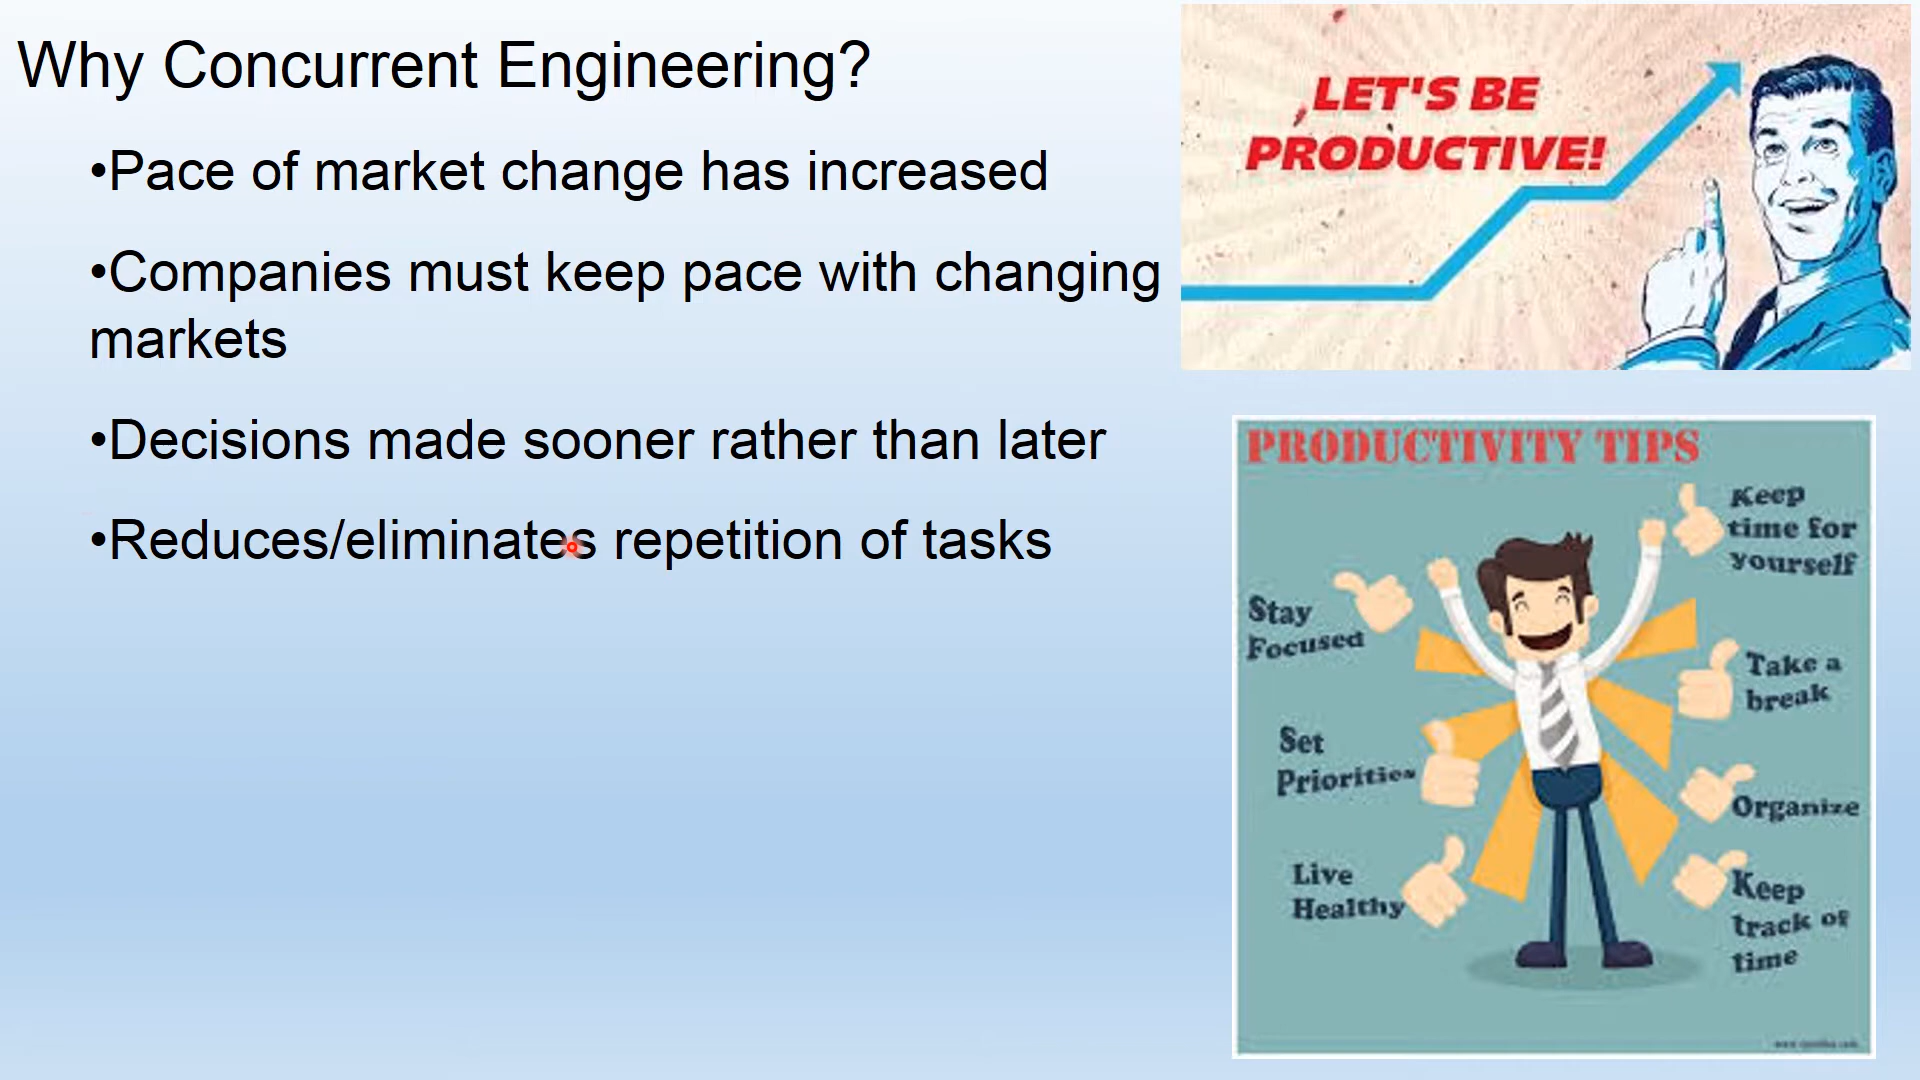 Why Concurrent Engineering?
•Pace of market change has increased
•Companies must keep pace with changing
markets
•Decisions made sooner rather than later
•Reduces/eliminates repetition of tasks
LET'S BE
PRODUCTIVE!
PRODUCTIVITY TIPS
Keep
time for
yourself
Stay
Focused
Take a
break
Set
Priorities
Organize
Live
Healthy
Keep
track of
time